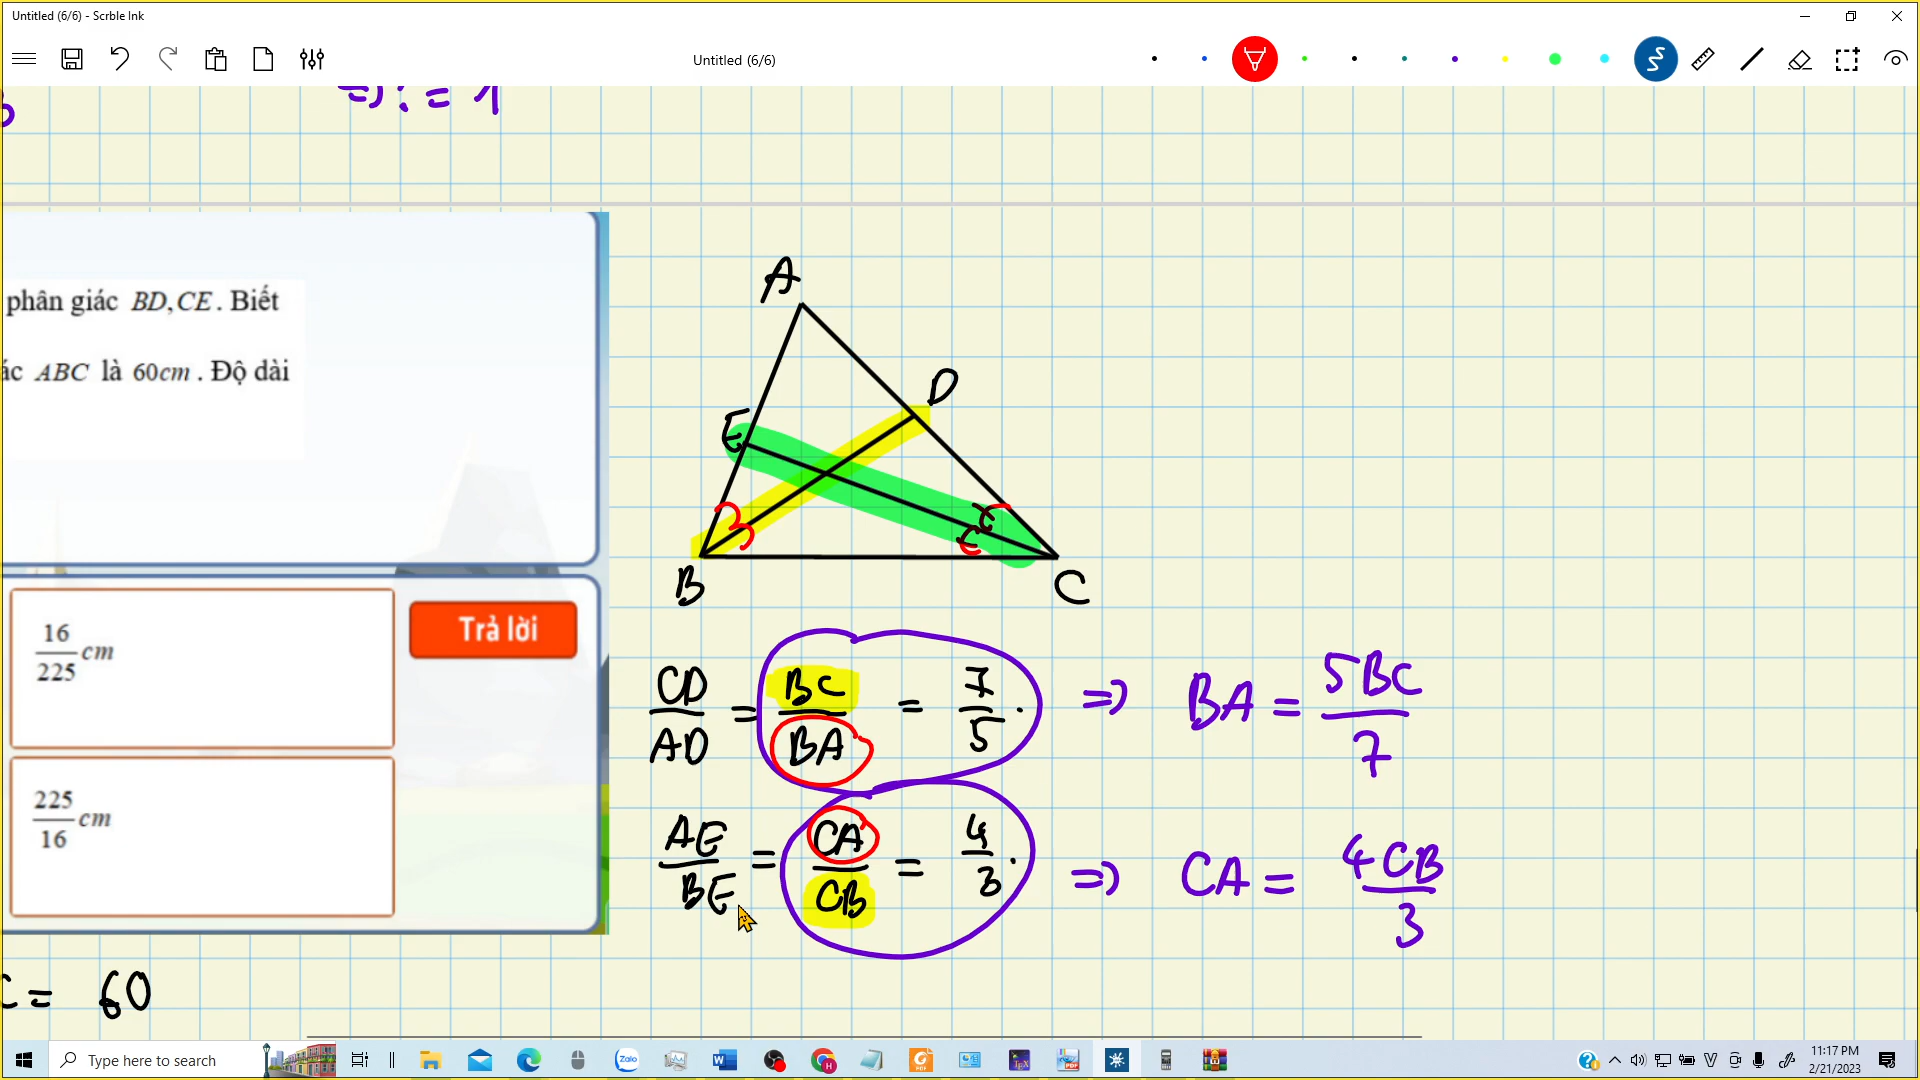 Untitled (6/6) - Scrble Ink
Untitled (6/6)
=) ? = 1
phân giác BD, CE. Biết
ác ABC là 60cm. Độ dài
16/225 cm
Trả lời
225/16 cm
C = 60
A
D
E
B
C
CD/AD = BC/BA = 7/5. => BA = 5BC/7
AE/BE = CA/CB = 4/3. => CA = 4CB/3
Type here to search
Zalo
11:17 PM
2/21/2023